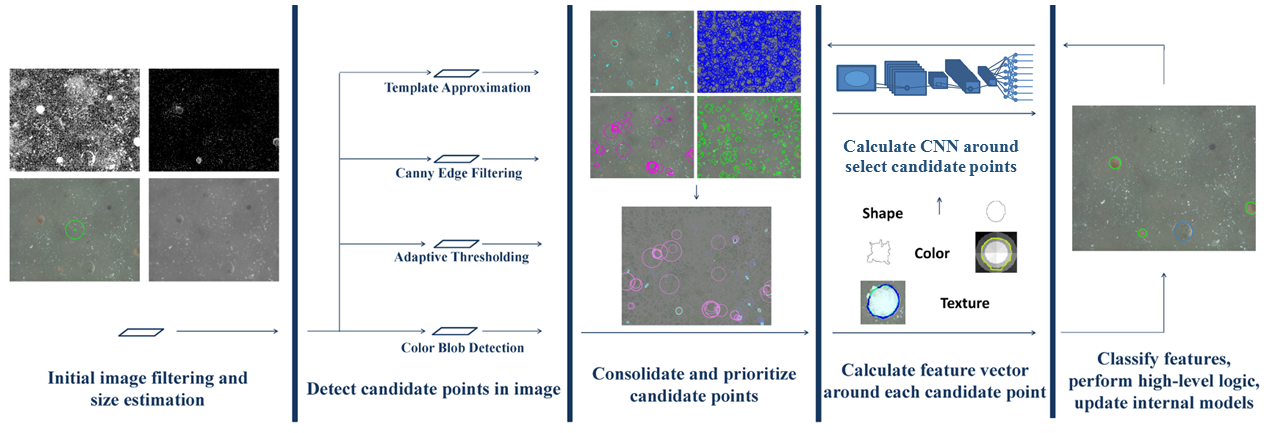 Initial image filtering and
size estimation
Template Approximation
Canny Edge Filtering
Adaptive Thresholding
Color Blob Detection
Detect candidate points in image
Consolidate and prioritize
candidate points
Calculate CNN around
select candidate points
Shape
Color
Texture
Calculate feature vector
around each candidate point
Classify features,
perform high-level logic,
update internal models